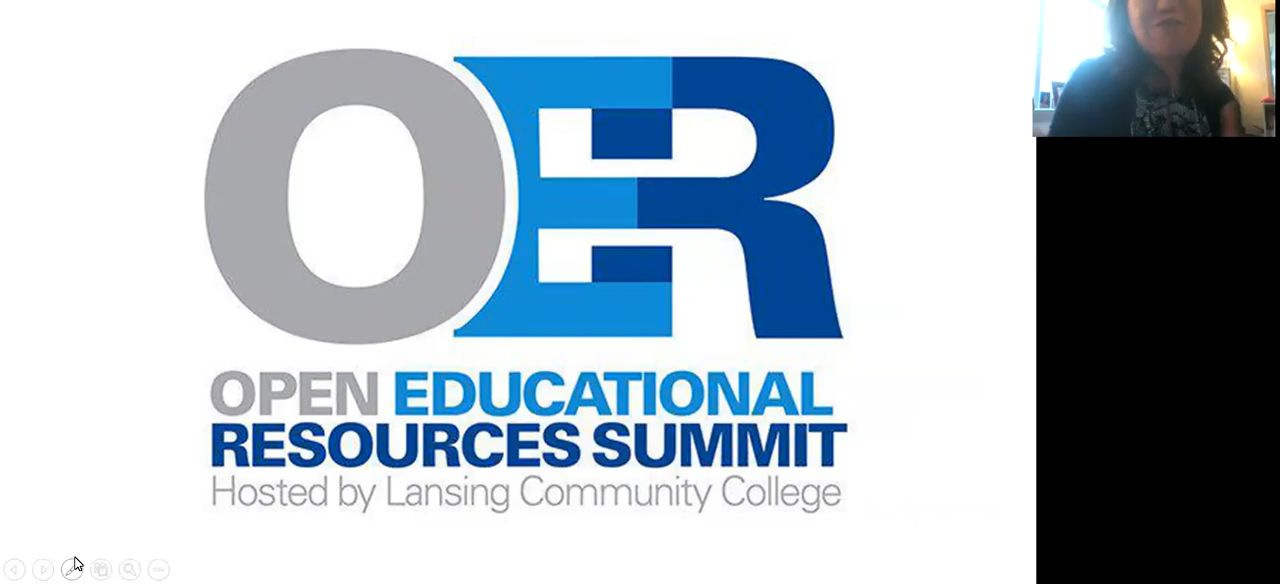 OER
OPEN EDUCATIONAL
RESOURCES SUMMIT
Hosted by Lansing Community College